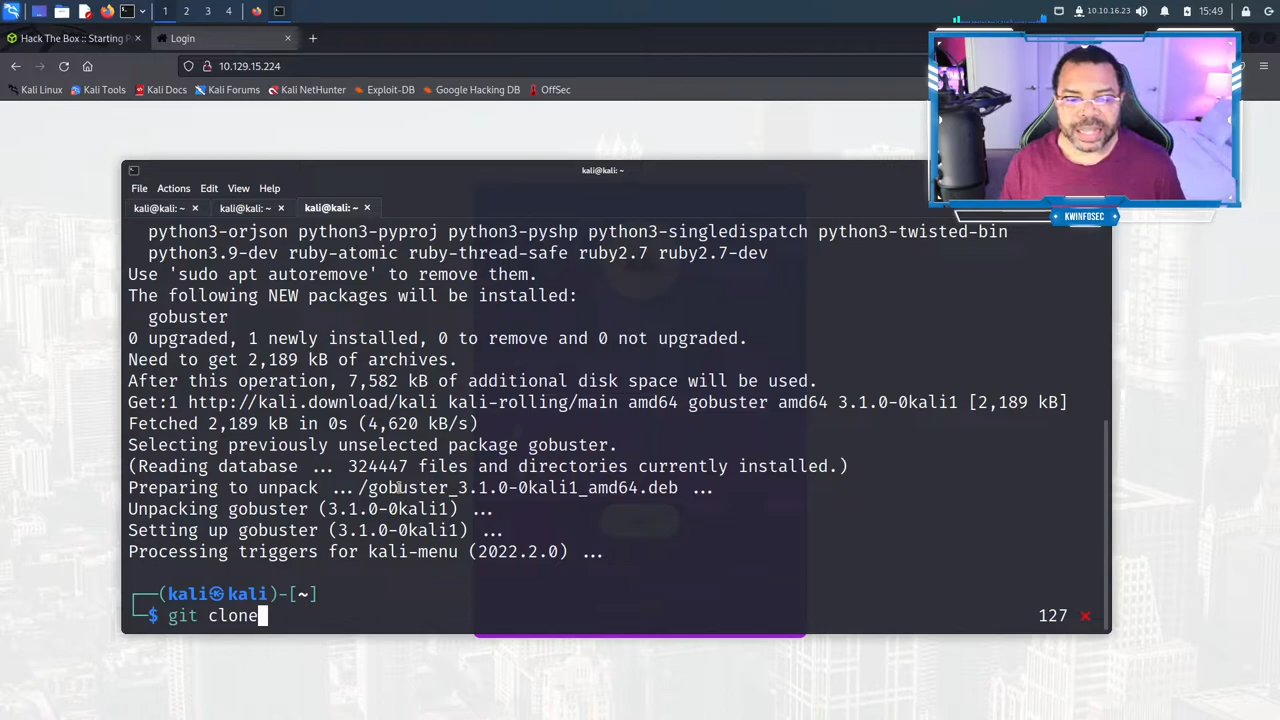 1 2 3 4
10.10.16.23 15:49
Hack The Box :: Starting P
Login
10.129.15.224
Kali Linux Kali Tools Kali Docs Kali Forums Kali NetHunter Exploit-DB Google Hacking DB OffSec
KWINFOSEC
kali@kali: ~
File Actions Edit View Help
kali@kali: ~ kali@kali: ~ kali@kali: ~
python3-orjson python3-pyproj python3-pyshp python3-singledispatch python3-twisted-bin
python3.9-dev ruby-atomic ruby-thread-safe ruby2.7 ruby2.7-dev
Use 'sudo apt autoremove' to remove them.
The following NEW packages will be installed:
gobuster
0 upgraded, 1 newly installed, 0 to remove and 0 not upgraded.
Need to get 2,189 kB of archives.
After this operation, 7,582 kB of additional disk space will be used.
Get:1 http://kali.download/kali kali-rolling/main amd64 gobuster amd64 3.1.0-0kali1 [2,189 kB]
Fetched 2,189 kB in 0s (4,620 kB/s)
Selecting previously unselected package gobuster.
(Reading database ... 324447 files and directories currently installed.)
Preparing to unpack .../gobuster_3.1.0-0kali1_amd64.deb ...
Unpacking gobuster (3.1.0-0kali1) ...
Setting up gobuster (3.1.0-0kali1) ...
Processing triggers for kali-menu (2022.2.0) ...
(kali㉿kali)-[~]
$ git clone 127